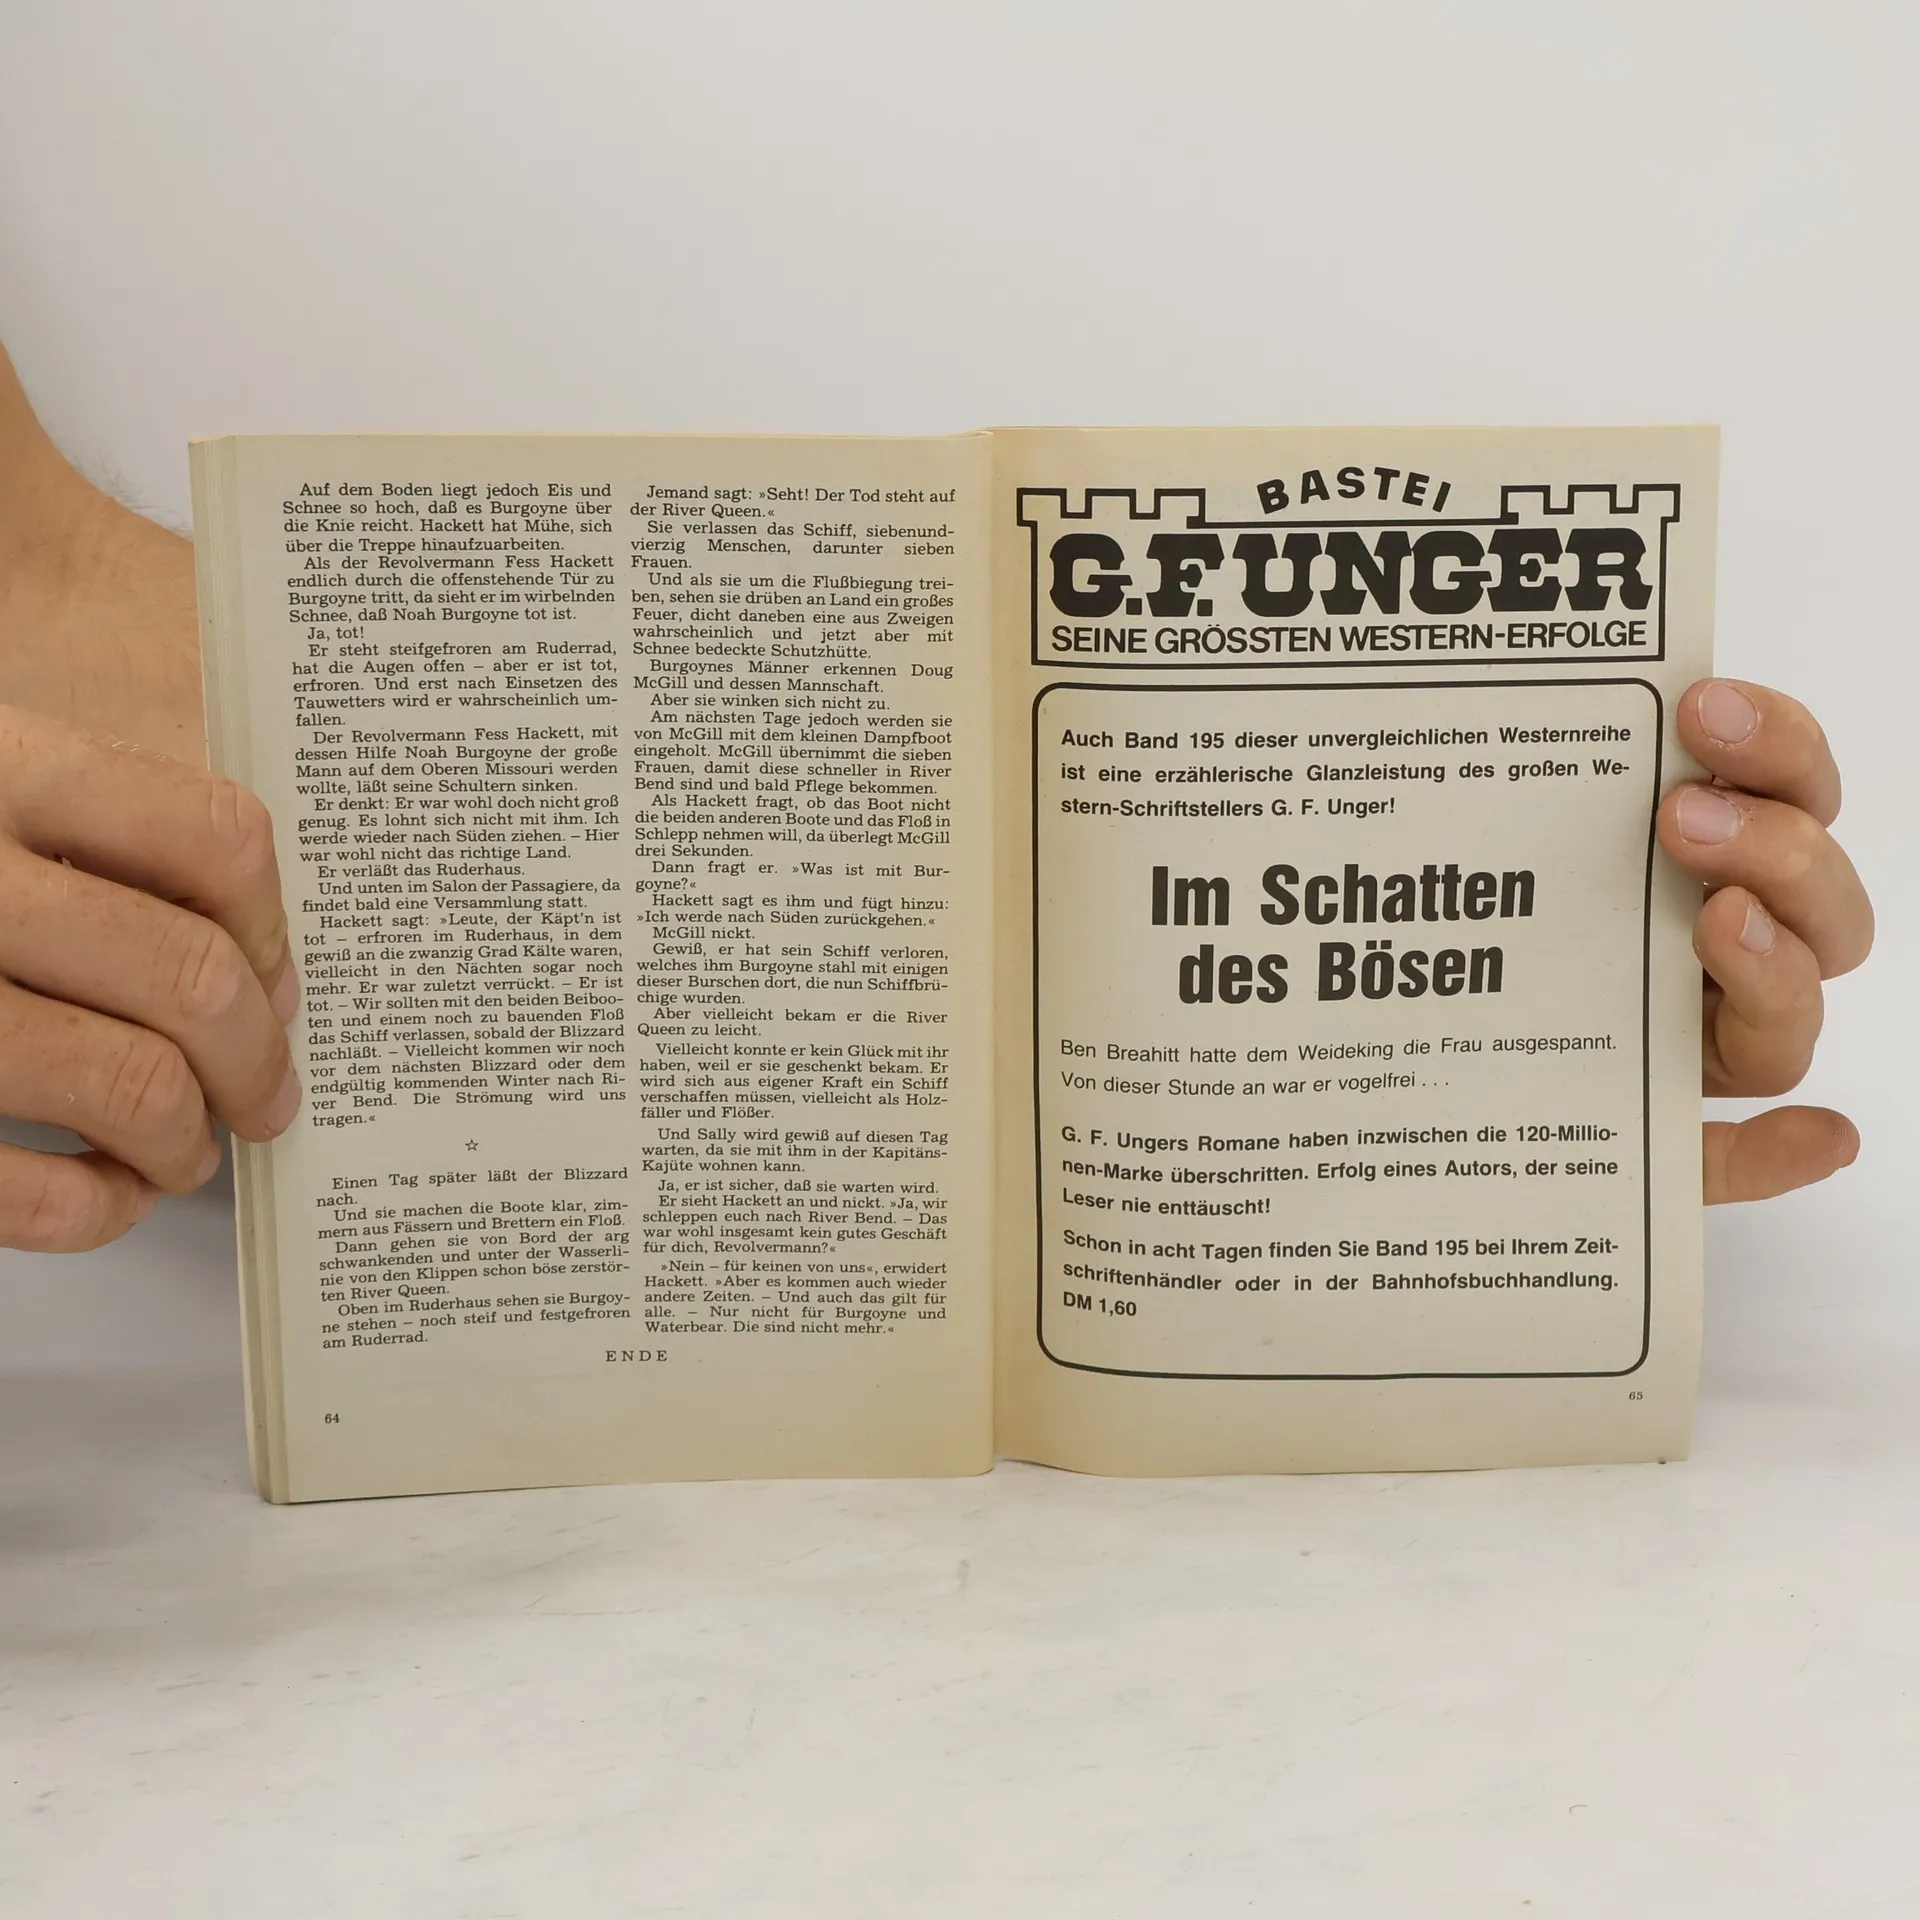 Auf dem Boden liegt jedoch Eis und
Schnee so hoch, daß es Burgoyne über
die Knie reicht. Hackett hat Mühe, sich
über die Treppe hinaufzuarbeiten.
Als der Revolvermann Fess Hackett
endlich durch die offenstehende Tür zu
Burgoyne tritt, da sieht er im wirbelnden
Schnee, daß Noah Burgoyne tot ist.
Ja, tot!
Er steht steifgefroren am Ruderrad,
hat die Augen offen – aber er ist tot,
erfroren. Und erst nach Einsetzen des
Tauwetters wird er wahrscheinlich um-
fallen.
Der Revolvermann Fess Hackett, mit
dessen Hilfe Noah Burgoyne der große
Mann auf dem Oberen Missouri werden
wollte, läßt seine Schultern sinken.
Er denkt: Er war wohl doch nicht groß
genug. Es lohnt sich nicht mit ihm. Ich
werde wieder nach Süden ziehen. – Hier
war wohl nicht das richtige Land.
Er verläßt das Ruderhaus.
Und unten im Salon der Passagiere, da
findet bald eine Versammlung statt.
Hackett sagt: »Leute, der Käpt'n ist
tot – erfroren im Ruderhaus, in dem
gewiß an die zwanzig Grad Kälte waren,
vielleicht in den Nächten sogar noch
mehr. Er war zuletzt verrückt. – Er ist
tot. – Wir sollten mit den beiden Beiboo-
ten und einem noch zu bauenden Floß
das Schiff verlassen, sobald der Blizzard
nachläßt. – Vielleicht kommen wir noch
vor dem nächsten Blizzard oder dem
endgültig kommenden Winter nach Ri-
ver Bend. Die Strömung wird uns
tragen.«
☆
Einen Tag später läßt der Blizzard
nach.
Und sie machen die Boote klar, zim-
mern aus Fässern und Brettern ein Floß.
Dann gehen sie von Bord der arg
schwankenden und unter der Wasserli-
nie von den Klippen schon böse zerstör-
ten River Queen.
Oben im Ruderhaus sehen sie Burgoy-
ne stehen – noch steif und festgefroren
am Ruderrad.
Jemand sagt: »Seht! Der Tod steht auf
der River Queen.«
Sie verlassen das Schiff, siebenund-
vierzig Menschen, darunter sieben
Frauen.
Und als sie um die Flußbiegung trei-
ben, sehen sie drüben an Land ein großes
Feuer, dicht daneben eine aus Zweigen
wahrscheinlich und jetzt aber mit
Schnee bedeckte Schutzhütte.
Burgoynes Männer erkennen Doug
McGill und dessen Mannschaft.
Aber sie winken sich nicht zu.
Am nächsten Tage jedoch werden sie
von McGill mit dem kleinen Dampfboot
eingeholt. McGill übernimmt die sieben
Frauen, damit diese schneller in River
Bend sind und bald Pflege bekommen.
Als Hackett fragt, ob das Boot nicht
die beiden anderen Boote und das Floß in
Schlepp nehmen will, da überlegt McGill
drei Sekunden.
Dann fragt er. »Was ist mit Bur-
goyne?«
Hackett sagt es ihm und fügt hinzu:
»Ich werde nach Süden zurückgehen.«
McGill nickt.
Gewiß, er hat sein Schiff verloren,
welches ihm Burgoyne stahl mit einigen
dieser Burschen dort, die nun Schiffbrü-
chige wurden.
Aber vielleicht bekam er die River
Queen zu leicht.
Vielleicht konnte er kein Glück mit ihr
haben, weil er sie geschenkt bekam. Er
wird sich aus eigener Kraft ein Schiff
verschaffen müssen, vielleicht als Holz-
fäller und Flößer.
Und Sally wird gewiß auf diesen Tag
warten, da sie mit ihm in der Kapitäns-
Kajüte wohnen kann.
Ja, er ist sicher, daß sie warten wird.
Er sieht Hackett an und nickt. »Ja, wir
schleppen euch nach River Bend. – Das
war wohl insgesamt kein gutes Geschäft
für dich, Revolvermann?«
»Nein – für keinen von uns«, erwidert
Hackett. »Aber es kommen auch wieder
andere Zeiten. – Und auch das gilt für
alle. – Nur nicht für Burgoyne und
Waterbear. Die sind nicht mehr.«
ENDE
64
BASTEI
G.F. UNGER
SEINE GRÖSSTEN WESTERN-ERFOLGE
Auch Band 195 dieser unvergleichlichen Westernreihe
ist eine erzählerische Glanzleistung des großen We-
stern-Schriftstellers G. F. Unger!
Im Schatten
des Bösen
Ben Breahitt hatte dem Weideking die Frau ausgespannt.
Von dieser Stunde an war er vogelfrei . . .
G. F. Ungers Romane haben inzwischen die 120-Millio-
nen-Marke überschritten. Erfolg eines Autors, der seine
Leser nie enttäuscht!
Schon in acht Tagen finden Sie Band 195 bei Ihrem Zeit-
schriftenhändler oder in der Bahnhofsbuchhandlung.
DM 1,60
65